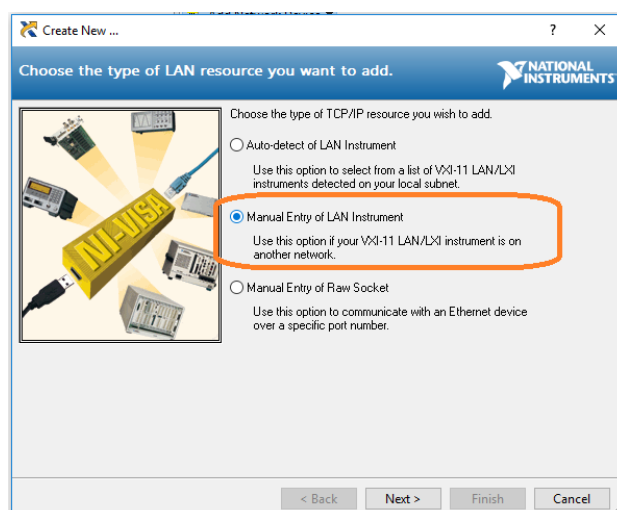 Create New ...
?
Choose the type of LAN resource you want to add.
NATIONAL
INSTRUMENTS
Choose the type of TCP/IP resource you wish to add.
Auto-detect of LAN Instrument
Use this option to select from a list of VXI-11 LAN/LXI
instruments detected on your local subnet.
Manual Entry of LAN Instrument
Use this option if your VXI-11 LAN/LXI instrument is on
another network.
Manual Entry of Raw Socket
Use this option to communicate with an Ethernet device
over a specific port number.
NI-VISA
< Back
Next >
Finish
Cancel